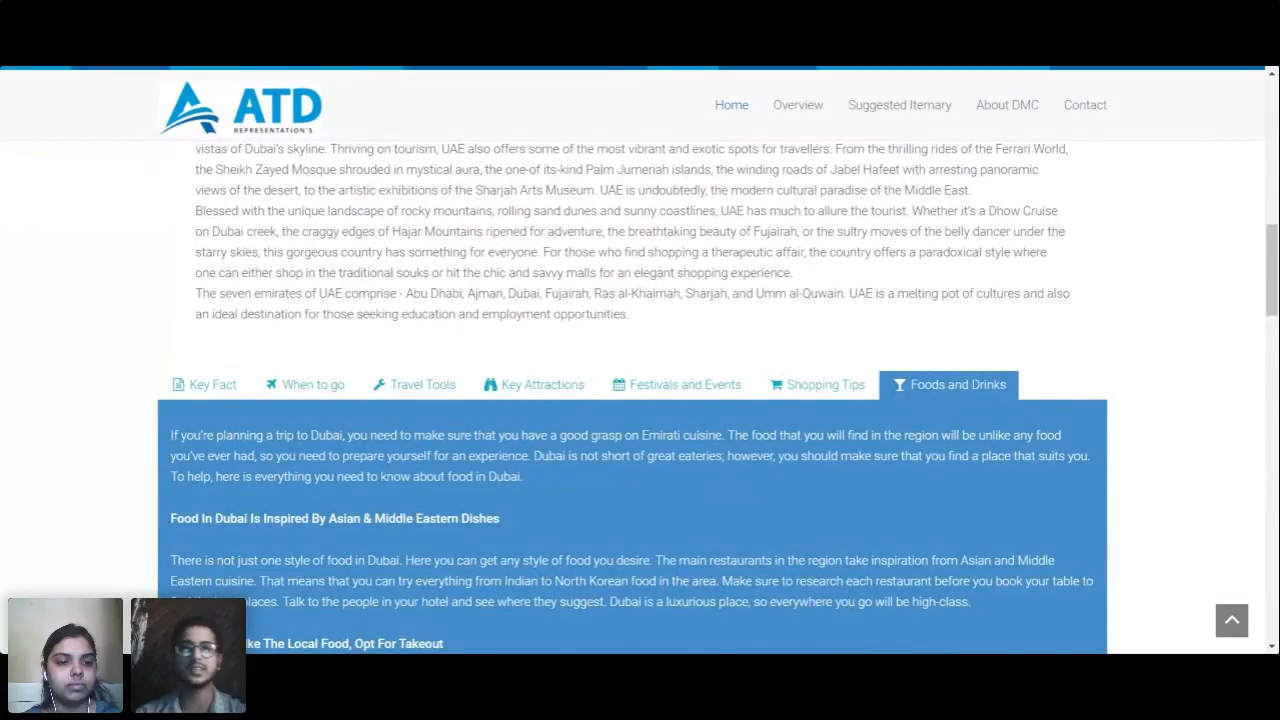 ATD
REPRESENTATION'S
Home Overview Suggested Iternary About DMC Contact
vistas of Dubai's skyline. Thriving on tourism, UAE also offers some of the most vibrant and exotic spots for travellers. From the thrilling rides of the Ferrari World,
the Sheikh Zayed Mosque shrouded in mystical aura, the one-of its-kind Palm Jumeriah islands, the winding roads of Jabel Hafeet with arresting panoramic
views of the desert, to the artistic exhibitions of the Sharjah Arts Museum. UAE is undoubtedly, the modern cultural paradise of the Middle East.
Blessed with the unique landscape of rocky mountains, rolling sand dunes and sunny coastlines, UAE has much to allure the tourist. Whether it's a Dhow Cruise
on Dubai creek, the craggy edges of Hajar Mountains ripened for adventure, the breathtaking beauty of Fujairah, or the sultry moves of the belly dancer under the
starry skies, this gorgeous country has something for everyone. For those who find shopping a therapeutic affair, the country offers a paradoxical style where
one can either shop in the traditional souks or hit the chic and savvy malls for an elegant shopping experience.
The seven emirates of UAE comprise - Abu Dhabi, Ajman, Dubai, Fujairah, Ras al-Khaimah, Sharjah, and Umm al-Quwain. UAE is a melting pot of cultures and also
an ideal destination for those seeking education and employment opportunities.
Key Fact When to go Travel Tools Key Attractions Festivals and Events Shopping Tips Foods and Drinks
If you're planning a trip to Dubai, you need to make sure that you have a good grasp on Emirati cuisine. The food that you will find in the region will be unlike any food
you've ever had, so you need to prepare yourself for an experience. Dubai is not short of great eateries; however, you should make sure that you find a place that suits you.
To help, here is everything you need to know about food in Dubai.
Food In Dubai Is Inspired By Asian & Middle Eastern Dishes
There is not just one style of food in Dubai. Here you can get any style of food you desire. The main restaurants in the region take inspiration from Asian and Middle
Eastern cuisine. That means that you can try everything from Indian to North Korean food in the area. Make sure to research each restaurant before you book your table to
places. Talk to the people in your hotel and see where they suggest. Dubai is a luxurious place, so everywhere you go will be high-class.
The Local Food, Opt For Takeout